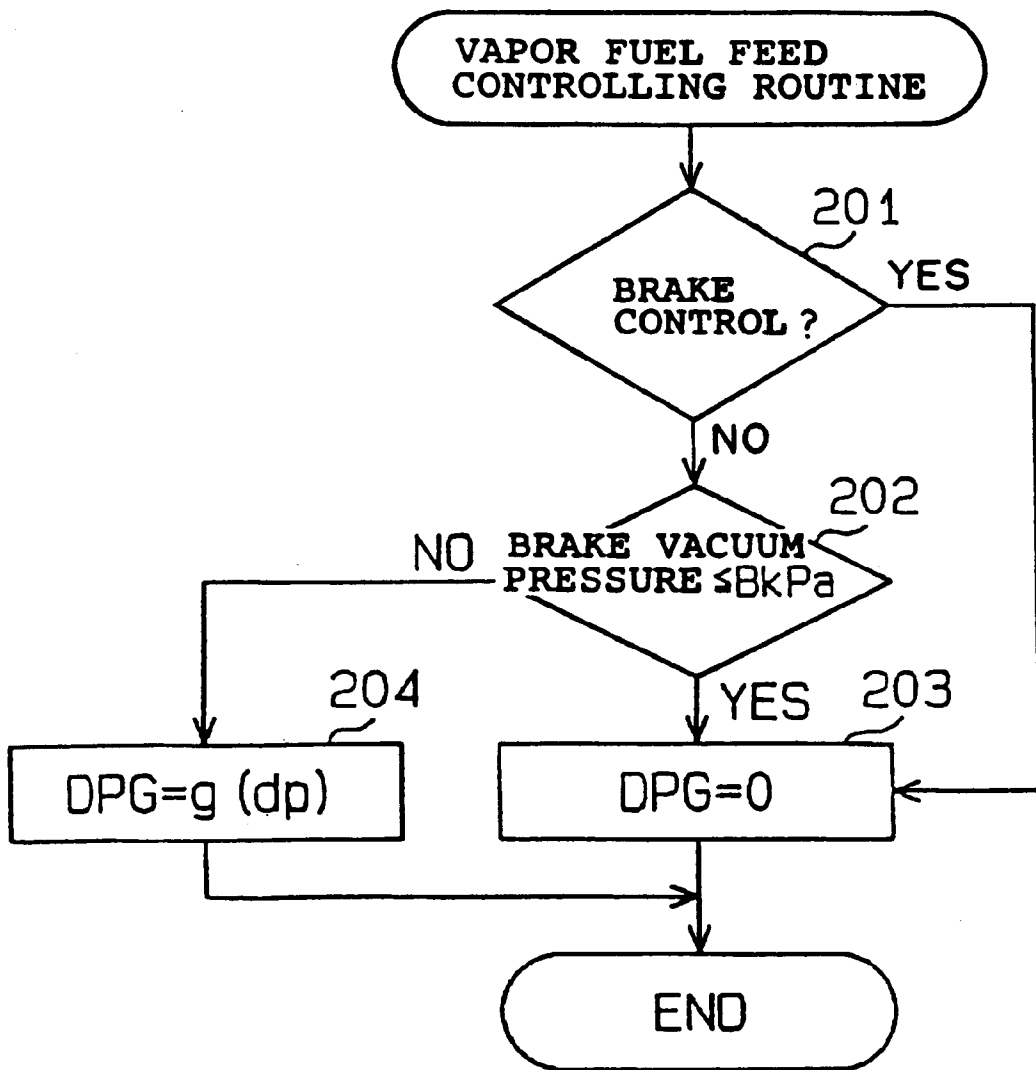 VAPOR FUEL FEED
CONTROLLING ROUTINE
201
BRAKE
CONTROL ?
YES
NO
202
BRAKE VACUUM
PRESSURE ≤BkPa
NO
YES
204
DPG=g (dp)
203
DPG=0
END